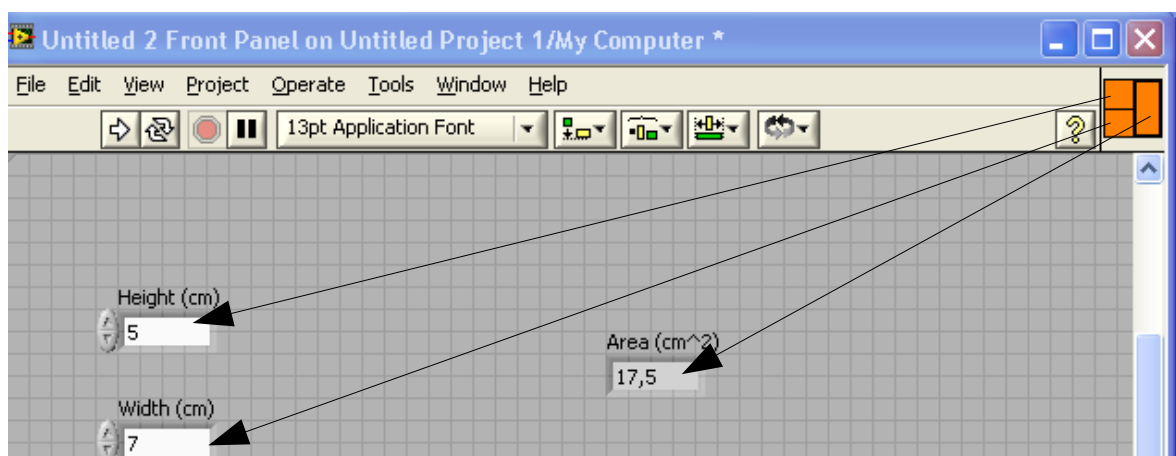 Untitled 2 Front Panel on Untitled Project 1/My Computer *
File Edit View Project Operate Tools Window Help
13pt Application Font
Height (cm)
5
Area (cm^2)
17,5
Width (cm)
7